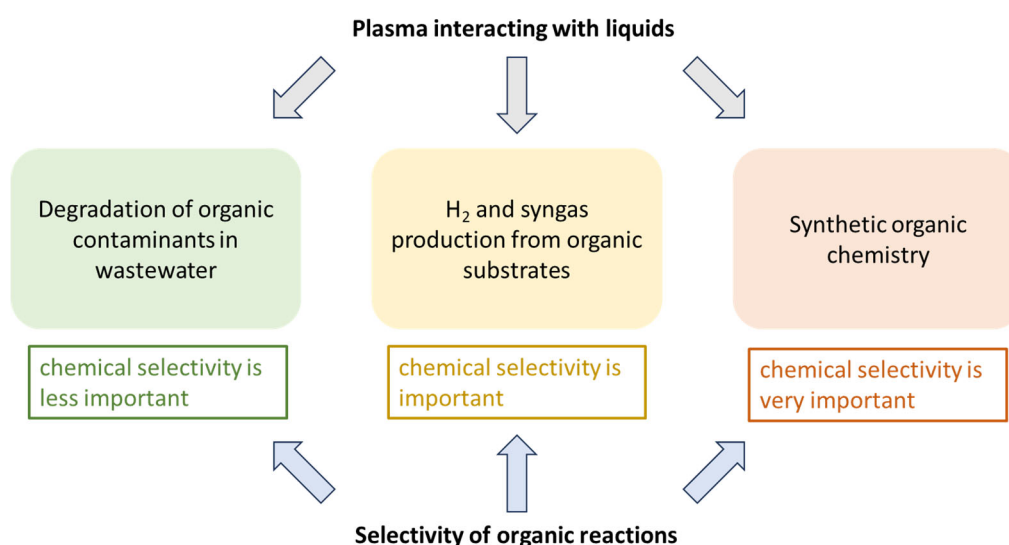 Plasma interacting with liquids
Degradation of organic
contaminants in
wastewater
H₂ and syngas
production from organic
substrates
Synthetic organic
chemistry
chemical selectivity is
less important
chemical selectivity is
important
chemical selectivity is
very important
Selectivity of organic reactions